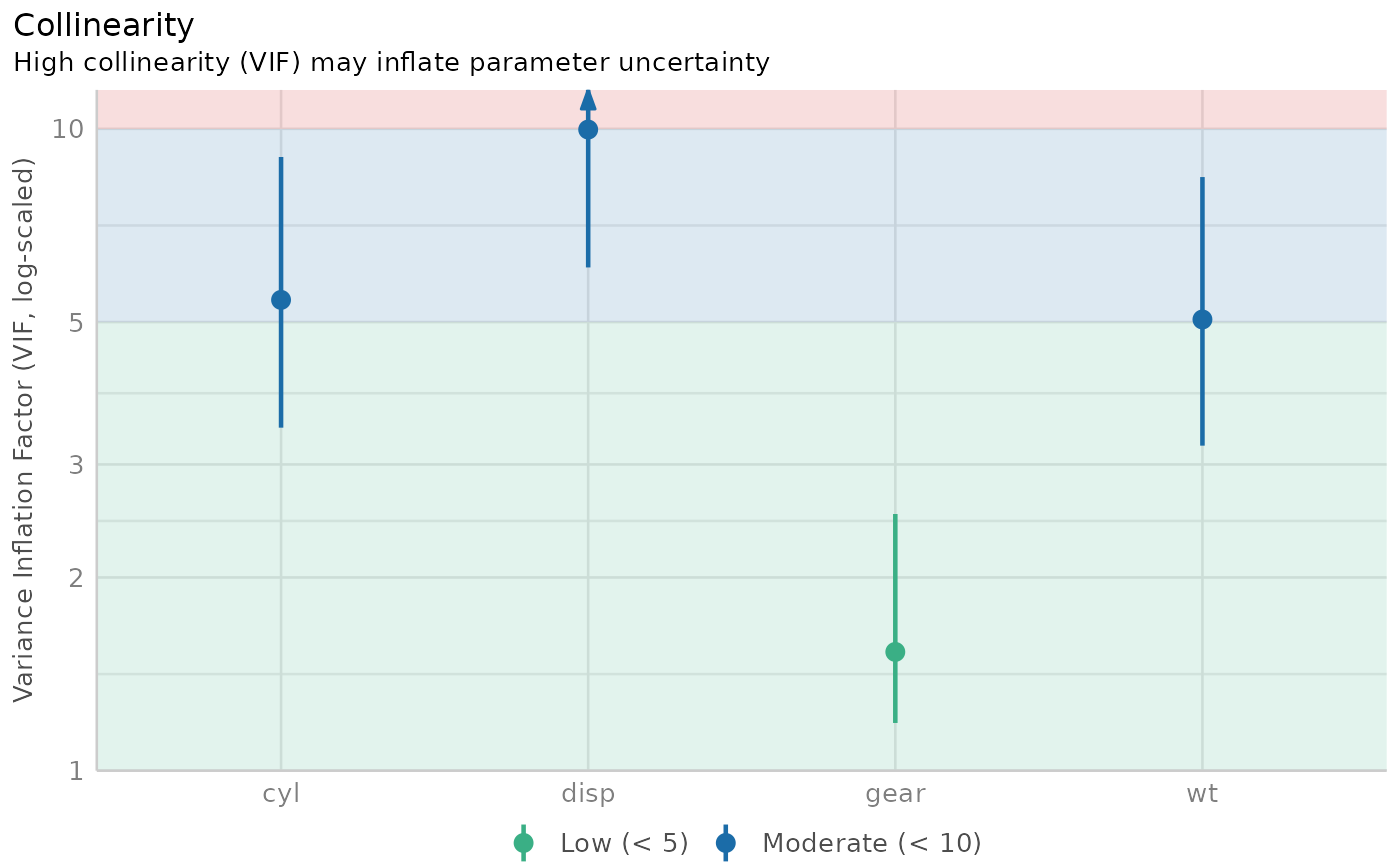 Collinearity
High collinearity (VIF) may inflate parameter uncertainty
Variance Inflation Factor (VIF, log-scaled)
10
5
3
2
1
cyl disp gear wt
Low (< 5) Moderate (< 10)